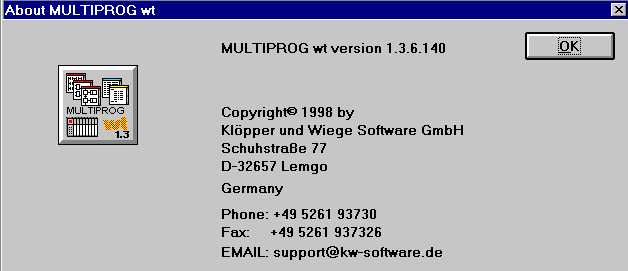 About MULTIPROG wt
MULTIPROG wt version 1.3.6.140
OK
MULTIPROG
wt
1.3
Copyright© 1998 by
Klöpper und Wiege Software GmbH
Schuhstraße 77
D-32657 Lemgo
Germany
Phone: +49 5261 93730
Fax: +49 5261 937326
EMAIL: support@kw-software.de